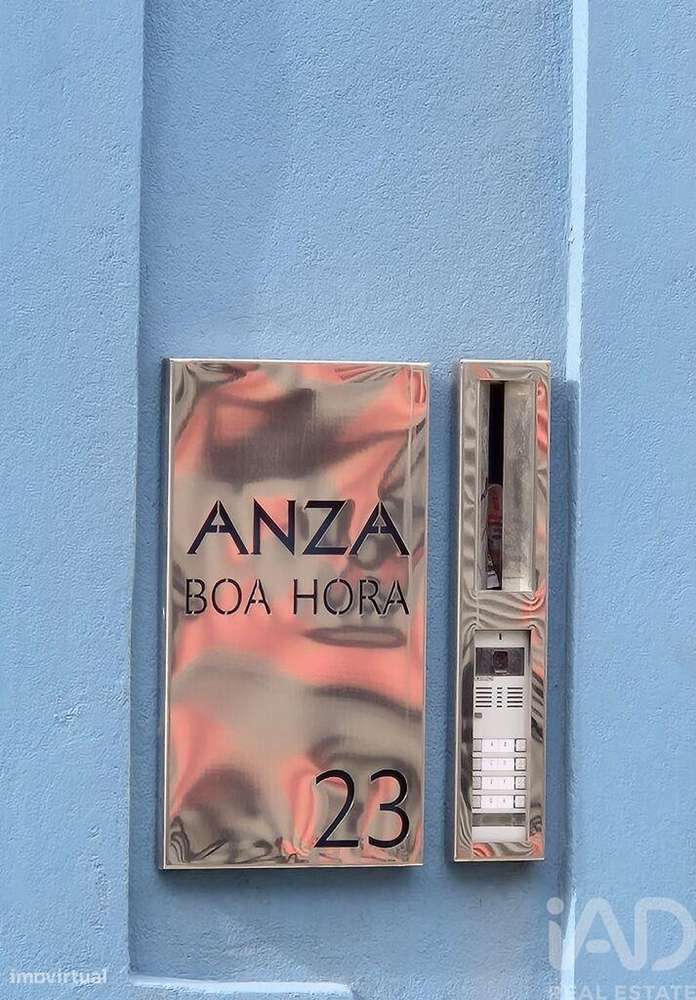 ANZA
BOA HORA
23
imovirtual
iAD
REAL ESTATE